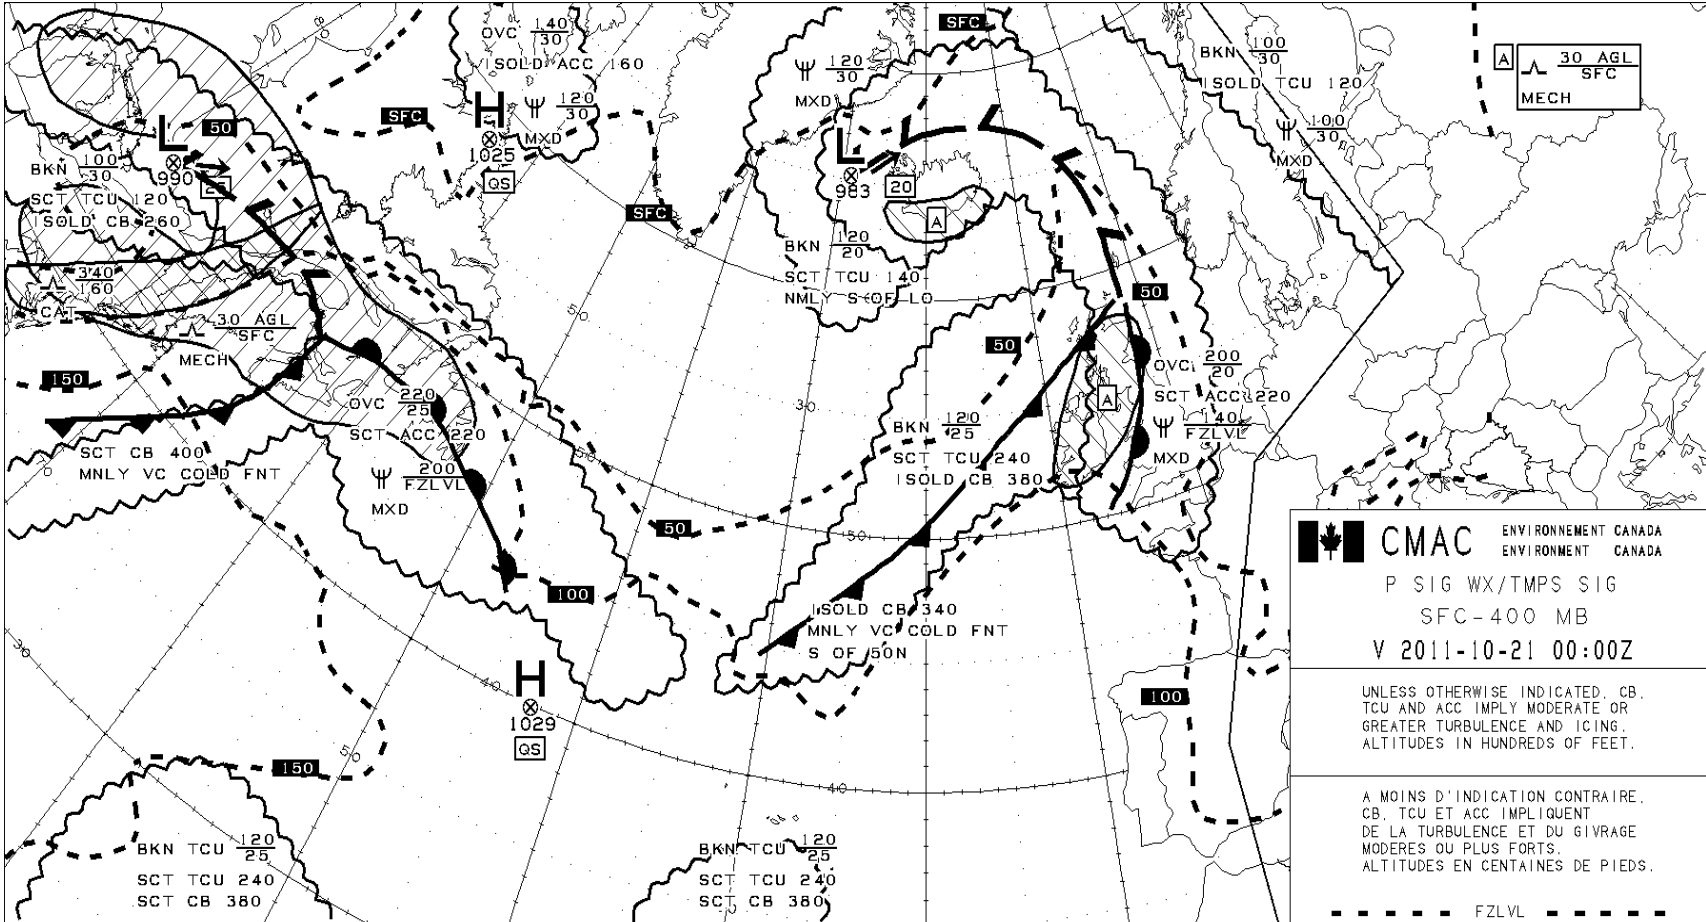 OVC 140
30
ISOLD ACC 160
120
30
MXD
H
1025
QS
SFC
SFC
SFC
50
L
990
25
BKN 100
30
SCT TCU 120
ISOLD CB 260
340
160
CAT
30 AGL
SFC
MECH
150
SCT CB 400
MNLY VC COLD FNT
OVC 220
25
SCT ACC 220
200
FZLVL
MXD
50
100
H
1029
QS
150
BKN TCU 120
25
SCT TCU 240
SCT CB 380
120
30
MXD
L
983
20
A
BKN 120
20
SCT TCU 140
NMLY S OF LO
50
BKN 120
25
SCT TCU 240
ISOLD CB 380
ISOLD CB 340
MNLY VC COLD FNT
S OF 50N
BKN TCU 120
25
SCT TCU 240
SCT CB 380
BKN 100
30
ISOLD TCU 120
100
30
MXD
50
OVC 200
20
SCT ACC 220
140
FZLVL
MXD
A
100
A 30 AGL
SFC
MECH
50
30
50
40
40
30
50
CMAC ENVIRONNEMENT CANADA
ENVIRONMENT CANADA
P SIG WX/TMPS SIG
SFC-400 MB
V 2011-10-21 00:00Z
UNLESS OTHERWISE INDICATED, CB,
TCU AND ACC IMPLY MODERATE OR
GREATER TURBULENCE AND ICING.
ALTITUDES IN HUNDREDS OF FEET.
A MOINS D'INDICATION CONTRAIRE,
CB, TCU ET ACC IMPLIQUENT
DE LA TURBULENCE ET DU GIVRAGE
MODERES OU PLUS FORTS.
ALTITUDES EN CENTAINES DE PIEDS.
FZLVL